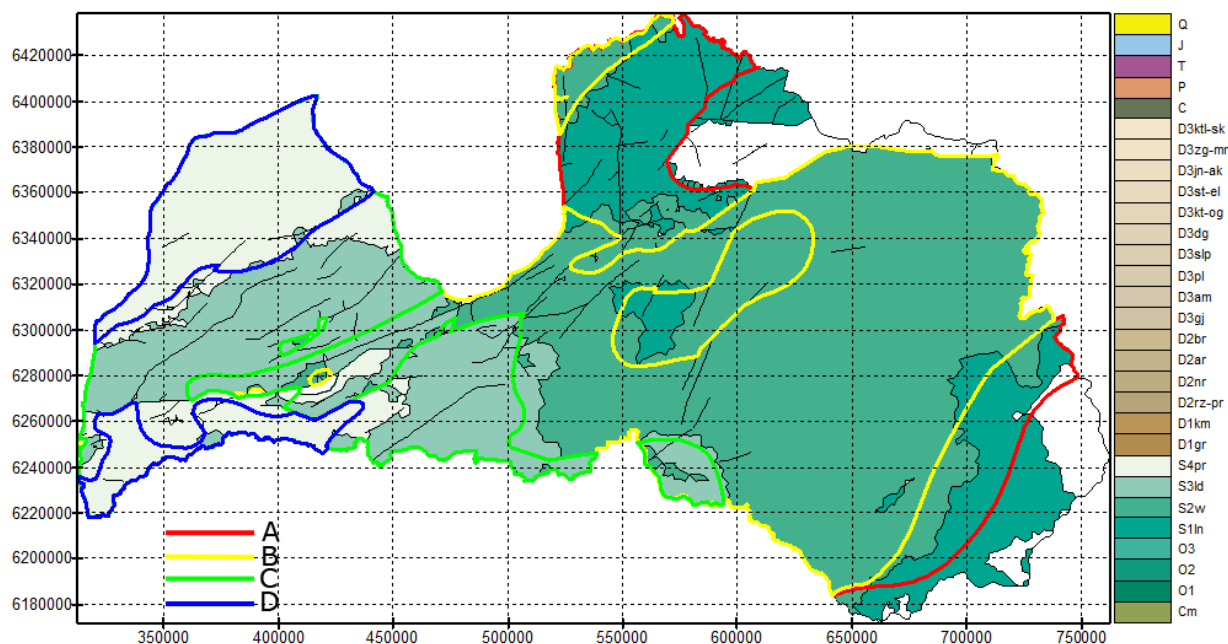 6420000
6400000
6380000
6360000
6340000
6320000
6300000
6280000
6260000
6240000
6220000
6200000
6180000
350000 400000 450000 500000 550000 600000 650000 700000 750000
A
B
C
D
Q
J
T
P
C
D3ktl-sk
D3zg-mr
D3jn-ak
D3st-el
D3kt-og
D3dg
D3slp
D3pl
D3am
D3gj
D2br
D2ar
D2nr
D2rz-pr
D1km
D1gr
S4pr
S3ld
S2w
S1ln
O3
O2
O1
Cm